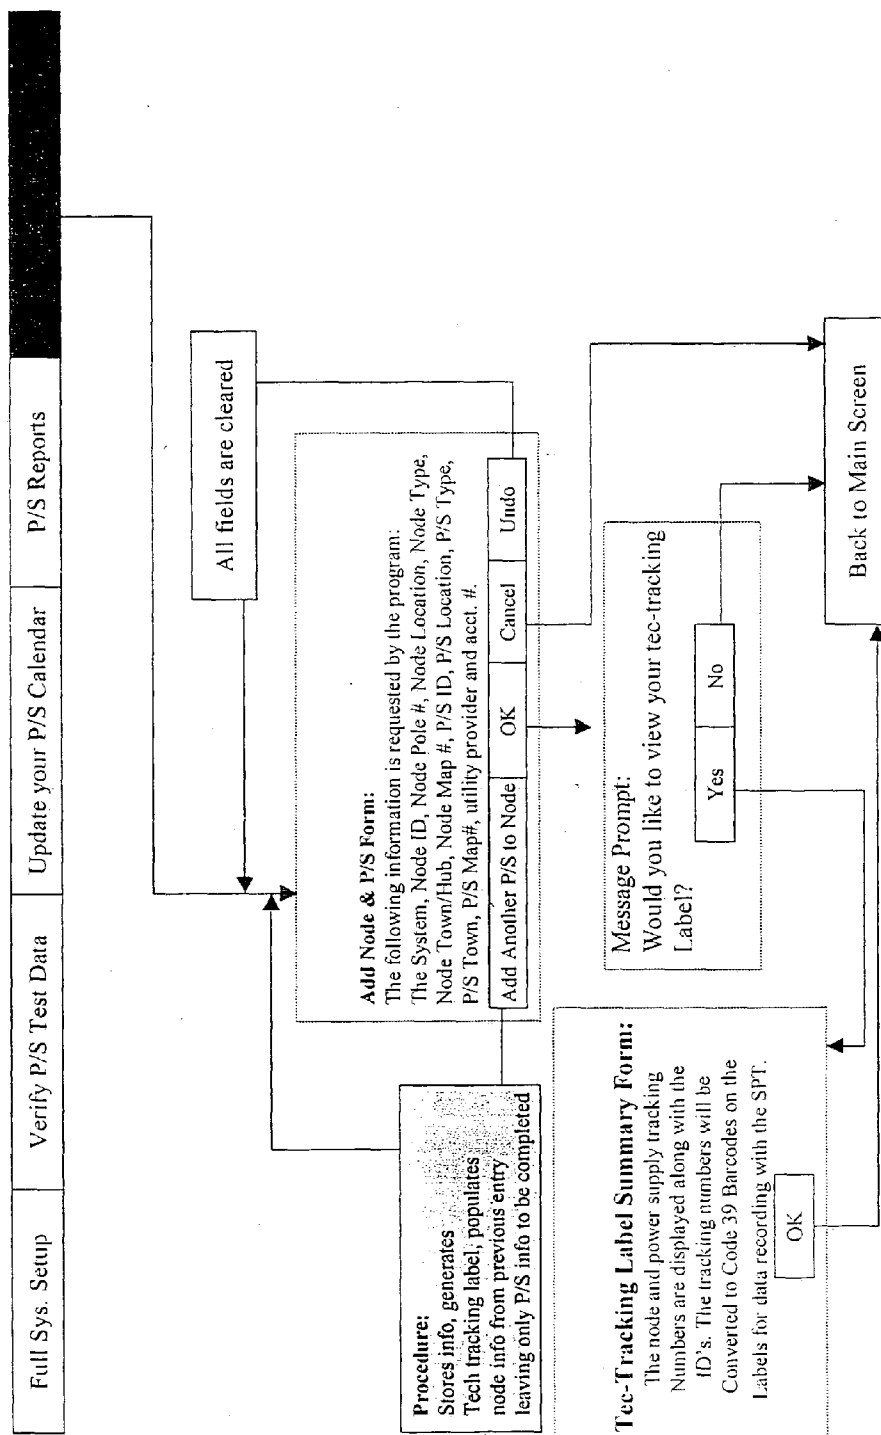 Full Sys. Setup
Verify P/S Test Data
Update your P/S Calendar
P/S Reports
All fields are cleared
Add Node & P/S Form:
The following information is requested by the program:
The System, Node ID, Node Pole #, Node Location, Node Type,
Node Town/Hub, Node Map #, P/S ID, P/S Location, P/S Type,
P/S Town, P/S Map#, utility provider and acct. #.
Add Another P/S to Node
OK
Cancel
Undo
Procedure:
Stores info, generates
Tech tracking label, populates
node info from previous entry
leaving only P/S info to be completed
Message Prompt:
Would you like to view your tec-tracking
Label?
Yes
No
Tec-Tracking Label Summary Form:
The node and power supply tracking
Numbers are displayed along with the
ID's. The tracking numbers will be
Converted to Code 39 Barcodes on the
Labels for data recording with the SPT.
OK
Back to Main Screen